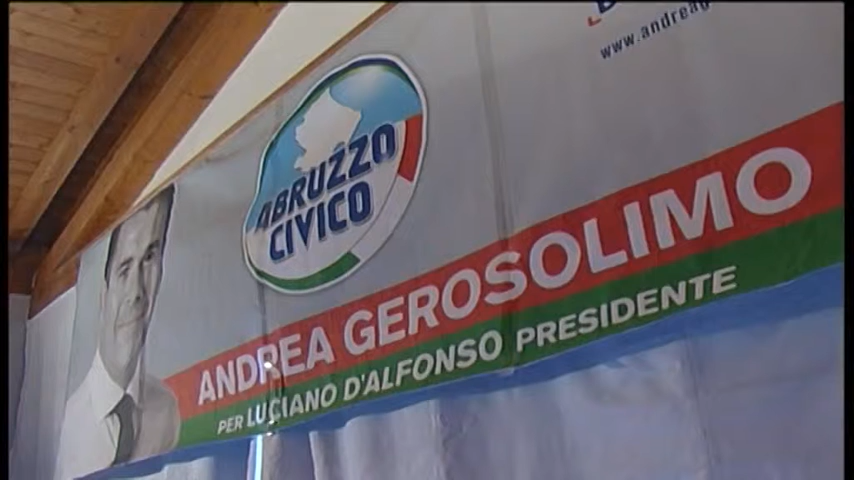 www.andreag
ABRUZZO
CIVICO
ANDREA GEROSOLIMO
PER LUCIANO D'ALFONSO PRESIDENTE